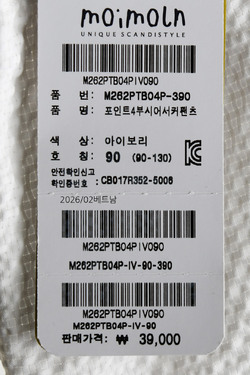 moimoln
UNIQUE SCANDISTYLE
M262PTB04PIV090
품 번: M262PTB04P-390
품 명: 포인트4부시어서커팬츠
색 상: 아이보리
호 칭: 90 (90-130)
안전확인신고
확인증번호 :CB017R352-5006
2026/02베트남
M262PTB04PIV090
M262PTB04P-IV-90-390
M262PTB04PIV090
M262PTB04P-IV-90
판매가격: ₩ 39,000